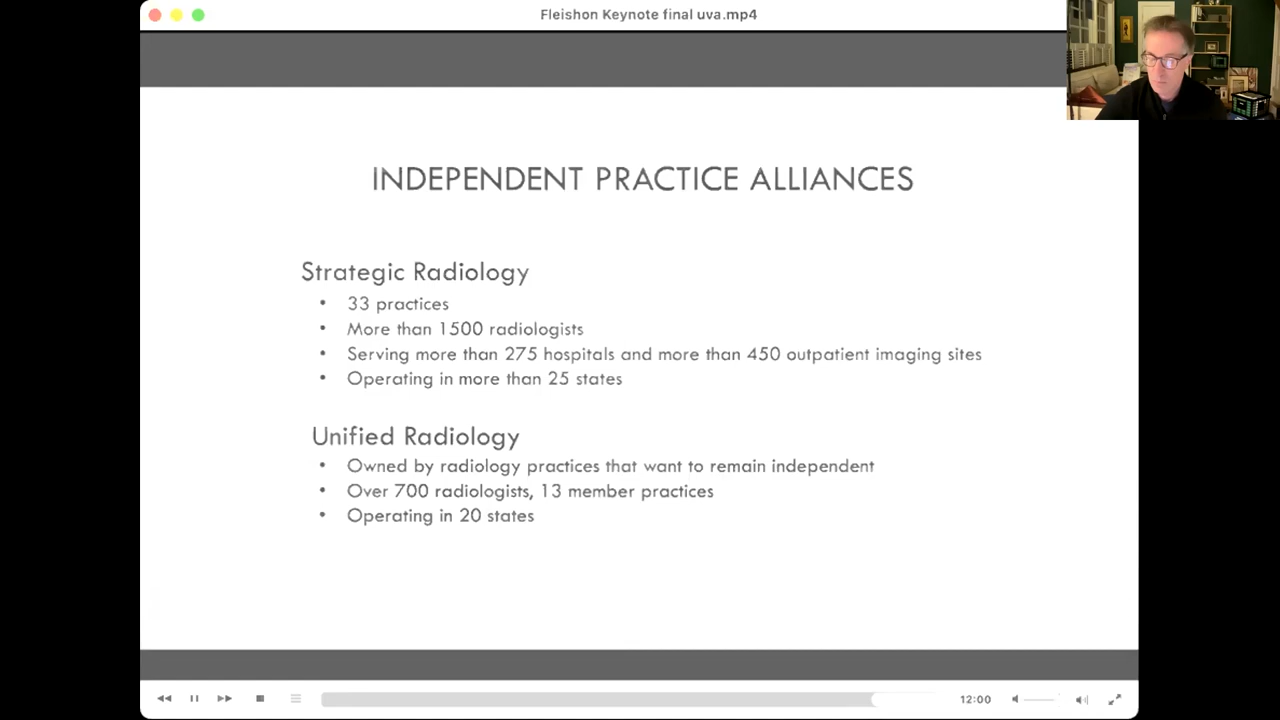 Fleishon Keynote final uva.mp4
INDEPENDENT PRACTICE ALLIANCES
Strategic Radiology
• 33 practices
• More than 1500 radiologists
• Serving more than 275 hospitals and more than 450 outpatient imaging sites
• Operating in more than 25 states
Unified Radiology
• Owned by radiology practices that want to remain independent
• Over 700 radiologists, 13 member practices
• Operating in 20 states
12:00